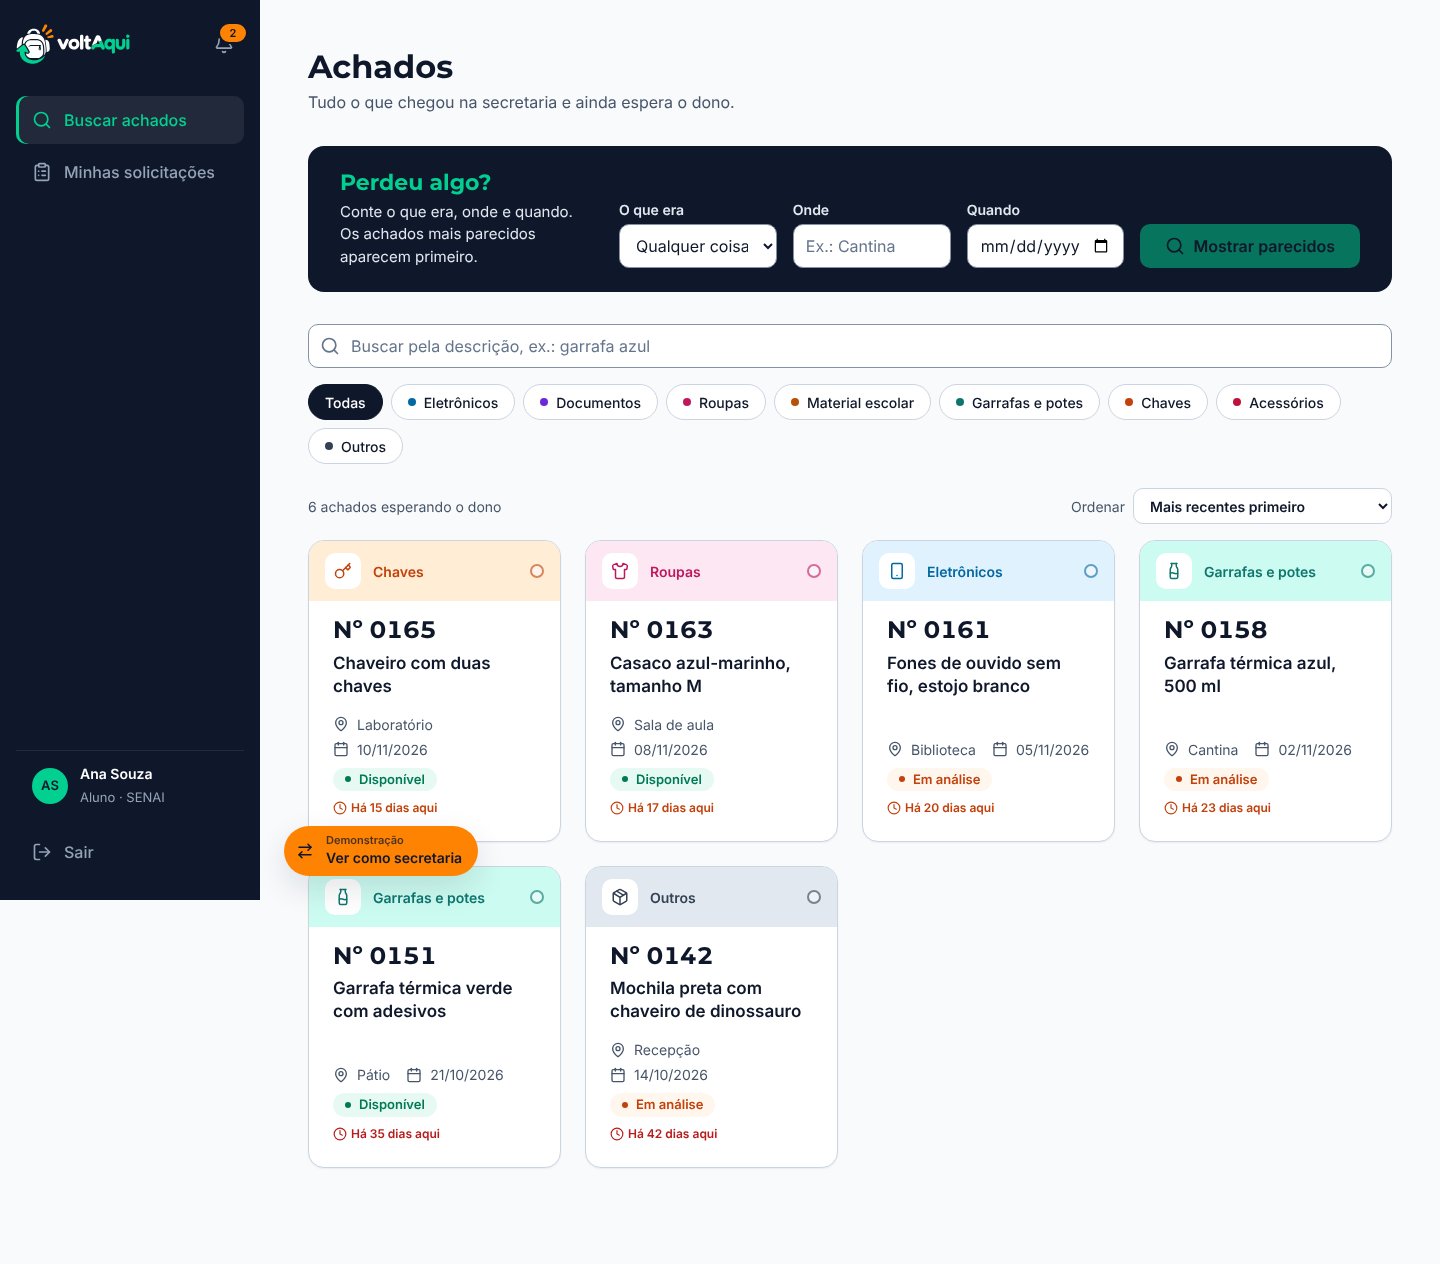 voltAqui
2
Buscar achados
Minhas solicitações
AS
Ana Souza
Aluno · SENAI
Sair
Achados
Tudo o que chegou na secretaria e ainda espera o dono.
Perdeu algo?
Conte o que era, onde e quando.
Os achados mais parecidos
aparecem primeiro.
O que era
Qualquer coisa
Onde
Ex.: Cantina
Quando
mm/dd/yyyy
Mostrar parecidos
Buscar pela descrição, ex.: garrafa azul
Todas
Eletrônicos
Documentos
Roupas
Material escolar
Garrafas e potes
Chaves
Acessórios
Outros
6 achados esperando o dono
Ordenar
Mais recentes primeiro
Chaves
Nº 0165
Chaveiro com duas
chaves
Laboratório
10/11/2026
Disponível
Há 15 dias aqui
Roupas
Nº 0163
Casaco azul-marinho,
tamanho M
Sala de aula
08/11/2026
Disponível
Há 17 dias aqui
Eletrônicos
Nº 0161
Fones de ouvido sem
fio, estojo branco
Biblioteca
05/11/2026
Em análise
Há 20 dias aqui
Garrafas e potes
Nº 0158
Garrafa térmica azul,
500 ml
Cantina
02/11/2026
Em análise
Há 23 dias aqui
Demonstração
Ver como secretaria
Garrafas e potes
Nº 0151
Garrafa térmica verde
com adesivos
Pátio
21/10/2026
Disponível
Há 35 dias aqui
Outros
Nº 0142
Mochila preta com
chaveiro de dinossauro
Recepção
14/10/2026
Em análise
Há 42 dias aqui